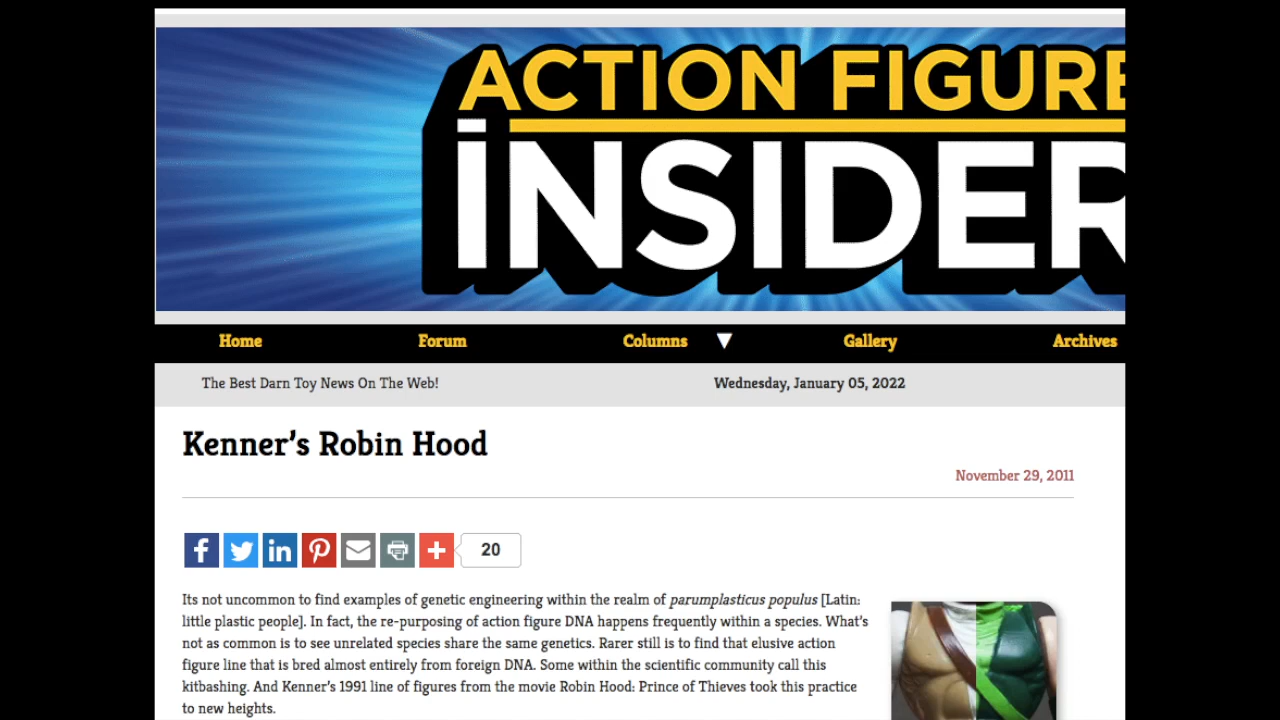 ACTION FIGURE
INSIDER
Home Forum Columns Gallery Archives
The Best Darn Toy News On The Web! Wednesday, January 05, 2022
Kenner's Robin Hood
November 29, 2011
20
Its not uncommon to find examples of genetic engineering within the realm of parumplasticus populus [Latin:
little plastic people]. In fact, the re-purposing of action figure DNA happens frequently within a species. What's
not as common is to see unrelated species share the same genetics. Rarer still is to find that elusive action
figure line that is bred almost entirely from foreign DNA. Some within the scientific community call this
kitbashing. And Kenner's 1991 line of figures from the movie Robin Hood: Prince of Thieves took this practice
to new heights.